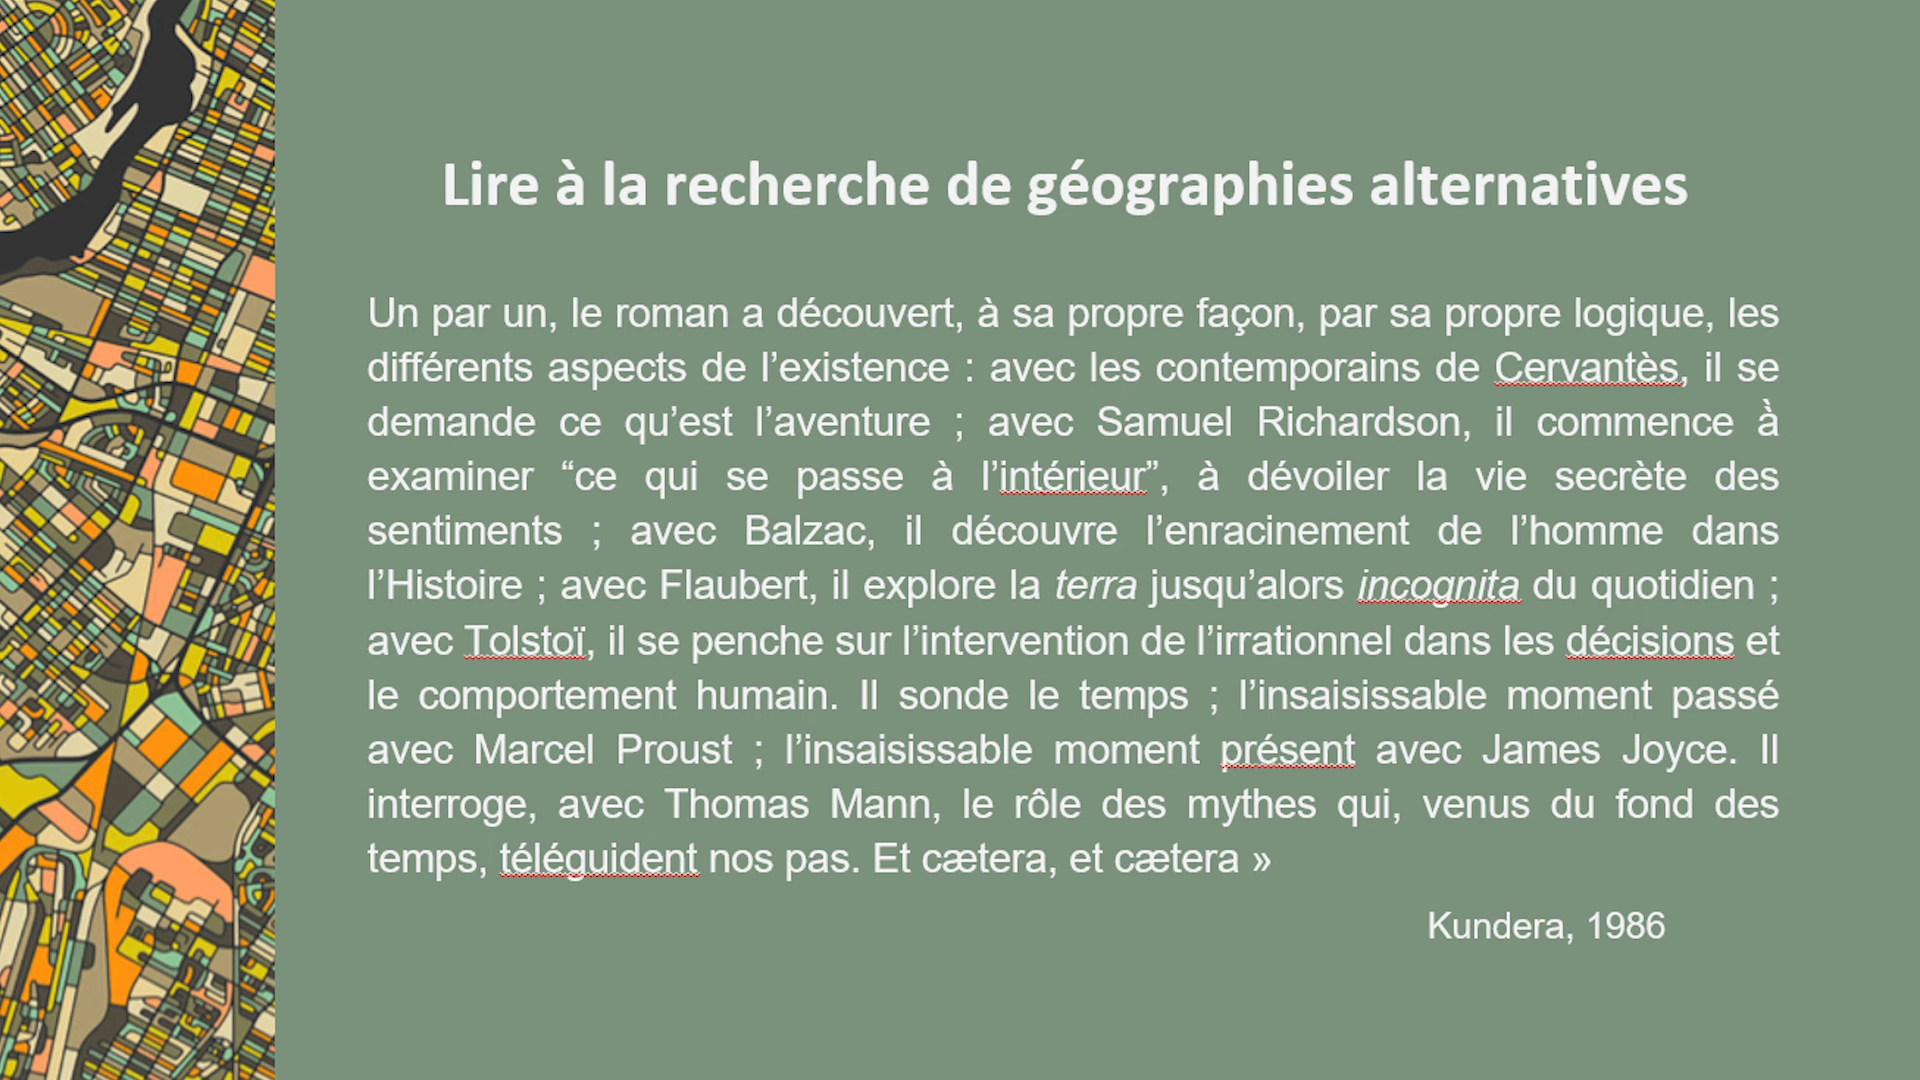 Lire à la recherche de géographies alternatives
Un par un, le roman a découvert, à sa propre façon, par sa propre logique, les
différents aspects de l’existence : avec les contemporains de Cervantès, il se
demande ce qu’est l’aventure ; avec Samuel Richardson, il commence à
examiner “ce qui se passe à l’intérieur”, à dévoiler la vie secrète des
sentiments ; avec Balzac, il découvre l’enracinement de l’homme dans
l’Histoire ; avec Flaubert, il explore la terra jusqu’alors incognita du quotidien ;
avec Tolstoï, il se penche sur l’intervention de l’irrationnel dans les décisions et
le comportement humain. Il sonde le temps ; l’insaisissable moment passé
avec Marcel Proust ; l’insaisissable moment présent avec James Joyce. Il
interroge, avec Thomas Mann, le rôle des mythes qui, venus du fond des
temps, téléguident nos pas. Et cætera, et cætera »
Kundera, 1986